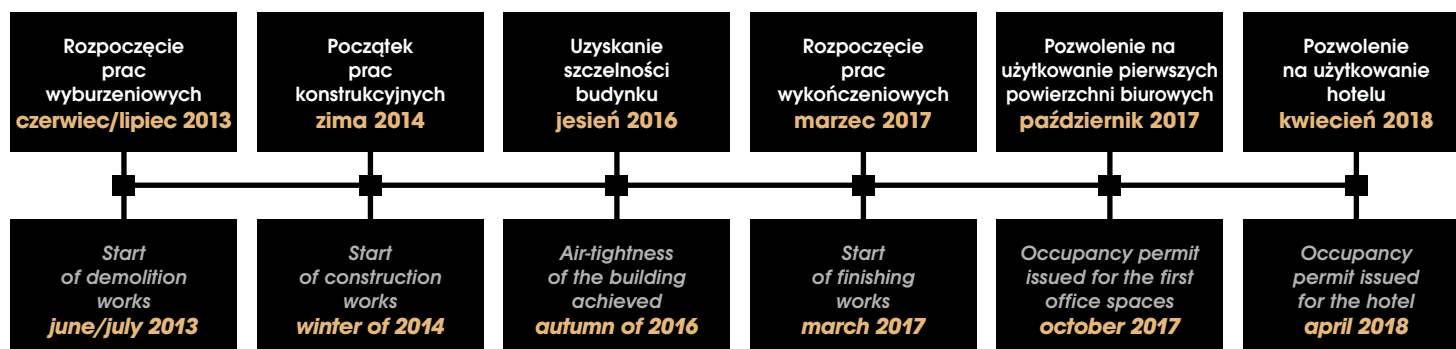 Rozpoczęcie
prac
wyburzeniowych
czerwiec/lipiec 2013
Początek
prac
konstrukcyjnych
zima 2014
Uzyskanie
szczelności
budynku
jesień 2016
Rozpoczęcie
prac
wykończeniowych
marzec 2017
Pozwolenie na
użytkowanie pierwszych
powierzchni biurowych
październik 2017
Pozwolenie
na użytkowanie
hotelu
kwiecień 2018
Start
of demolition
works
june/july 2013
Start
of construction
works
winter of 2014
Air-tightness
of the building
achieved
autumn of 2016
Start
of finishing
works
march 2017
Occupancy permit
issued for the first
office spaces
october 2017
Occupancy
permit issued
for the hotel
april 2018